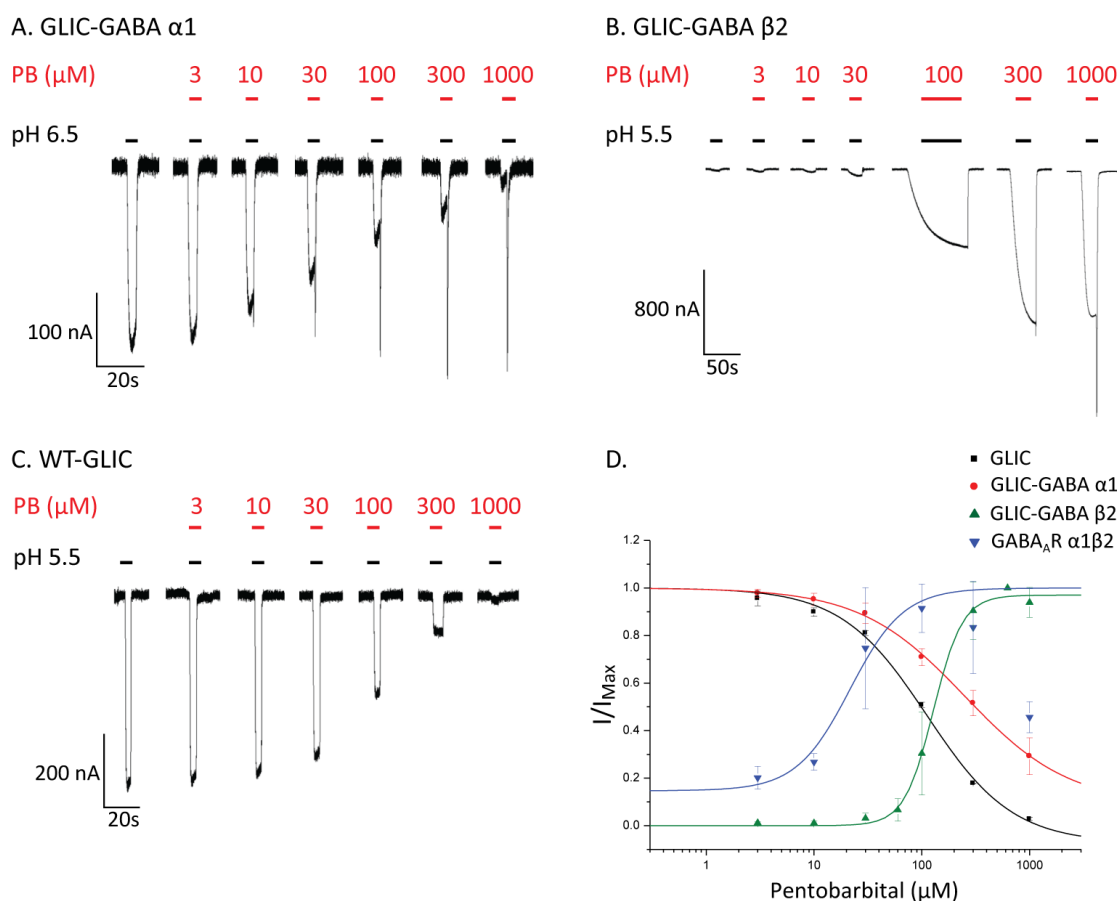 A. GLIC-GABA α1
PB (μM) 3 10 30 100 300 1000
pH 6.5
100 nA
20s
B. GLIC-GABA β2
PB (μM) 3 10 30 100 300 1000
pH 5.5
800 nA
50s
C. WT-GLIC
PB (μM) 3 10 30 100 300 1000
pH 5.5
200 nA
20s
D.
GLIC
GLIC-GABA α1
GLIC-GABA β2
GABAAR α1β2
1.2
1.0
0.8
0.6
0.4
0.2
0.0
I/IMax
1 10 100 1000
Pentobarbital (μM)